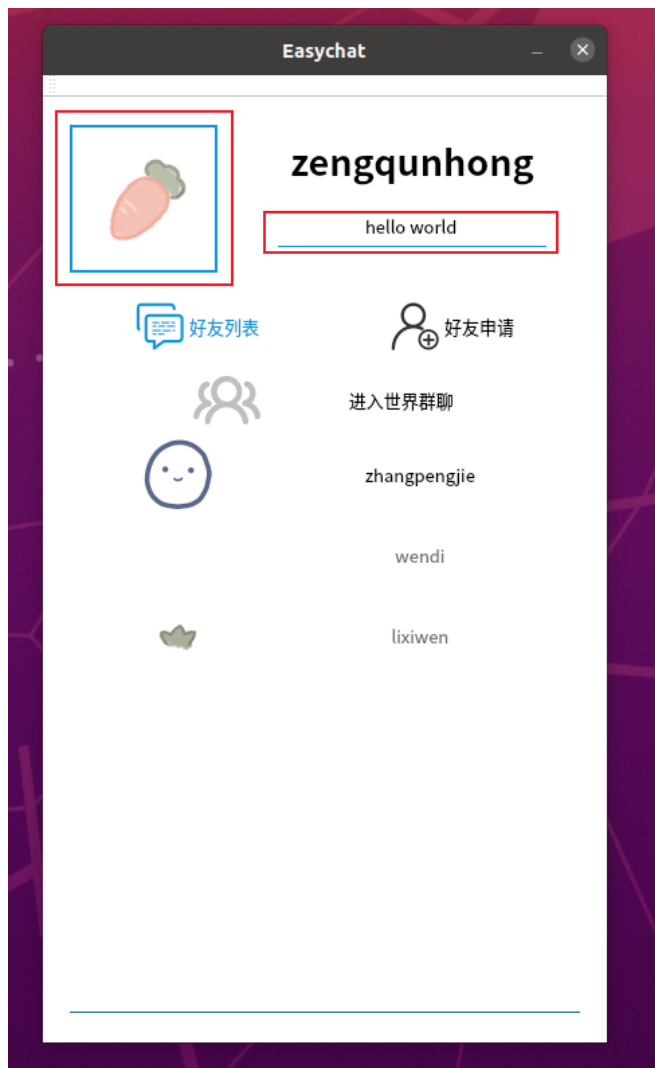 Easychat
zengqunhong
hello world
好友列表
好友申请
进入世界群聊
zhangpengjie
wendi
lixiwen